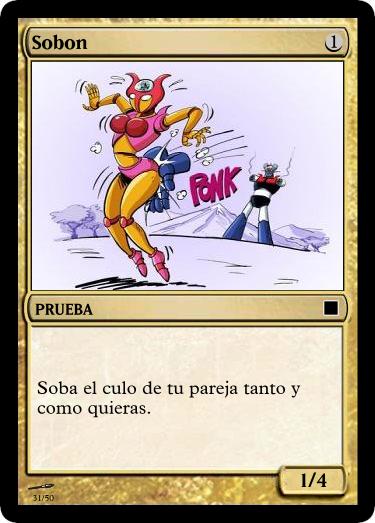 Sobon 1
PONK
PRUEBA
Soba el culo de tu pareja tanto y
como quieras.
1/4
31/50